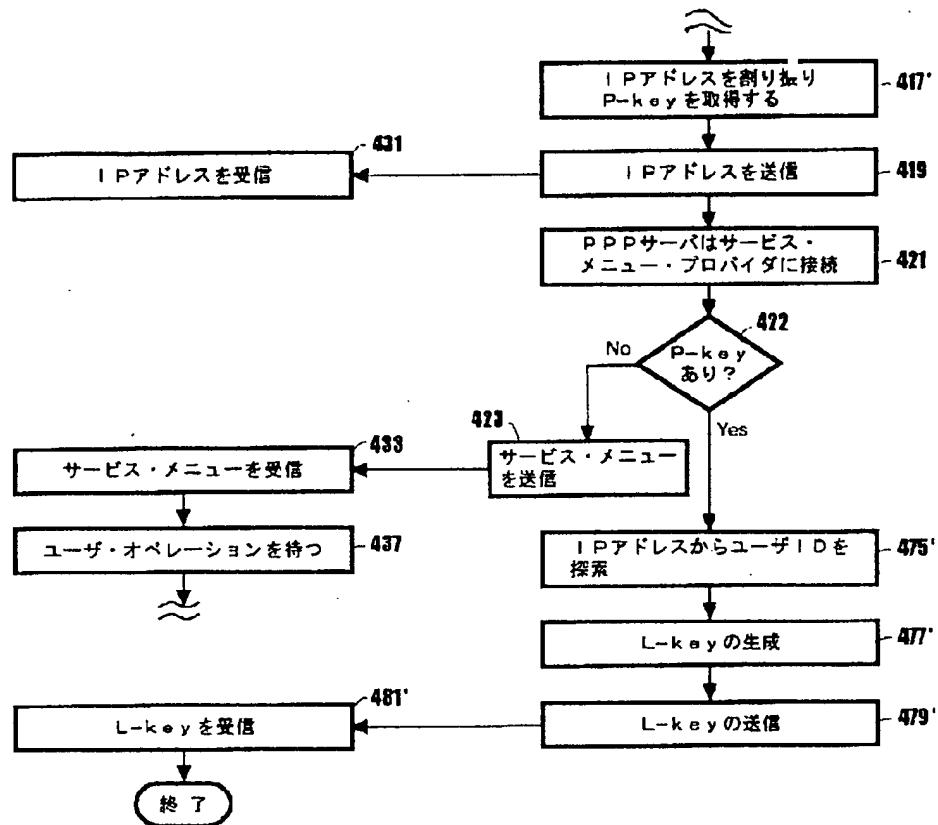 IPアドレスを割り振り
P-keyを取得する
417'
431
IPアドレスを受信
IPアドレスを送信
419
PPPサーバはサービス・
メニュー・プロバイダに接続
421
422
No
P-key
あり？
Yes
423
サービス・メニュー
を送信
433
サービス・メニューを受信
ユーザ・オペレーションを待つ
437
IPアドレスからユーザIDを
探索
475'
L-keyの生成
477'
481'
L-keyを受信
L-keyの送信
479'
終了